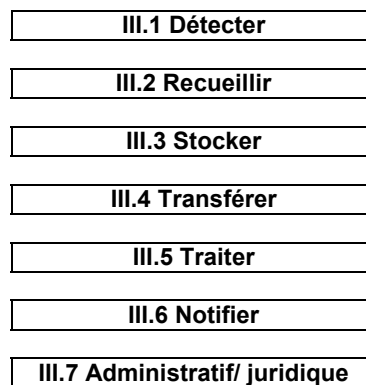 III.1 Détecter
III.2 Recueillir
III.3 Stocker
III.4 Transférer
III.5 Traiter
III.6 Notifier
III.7 Administratif/ juridique